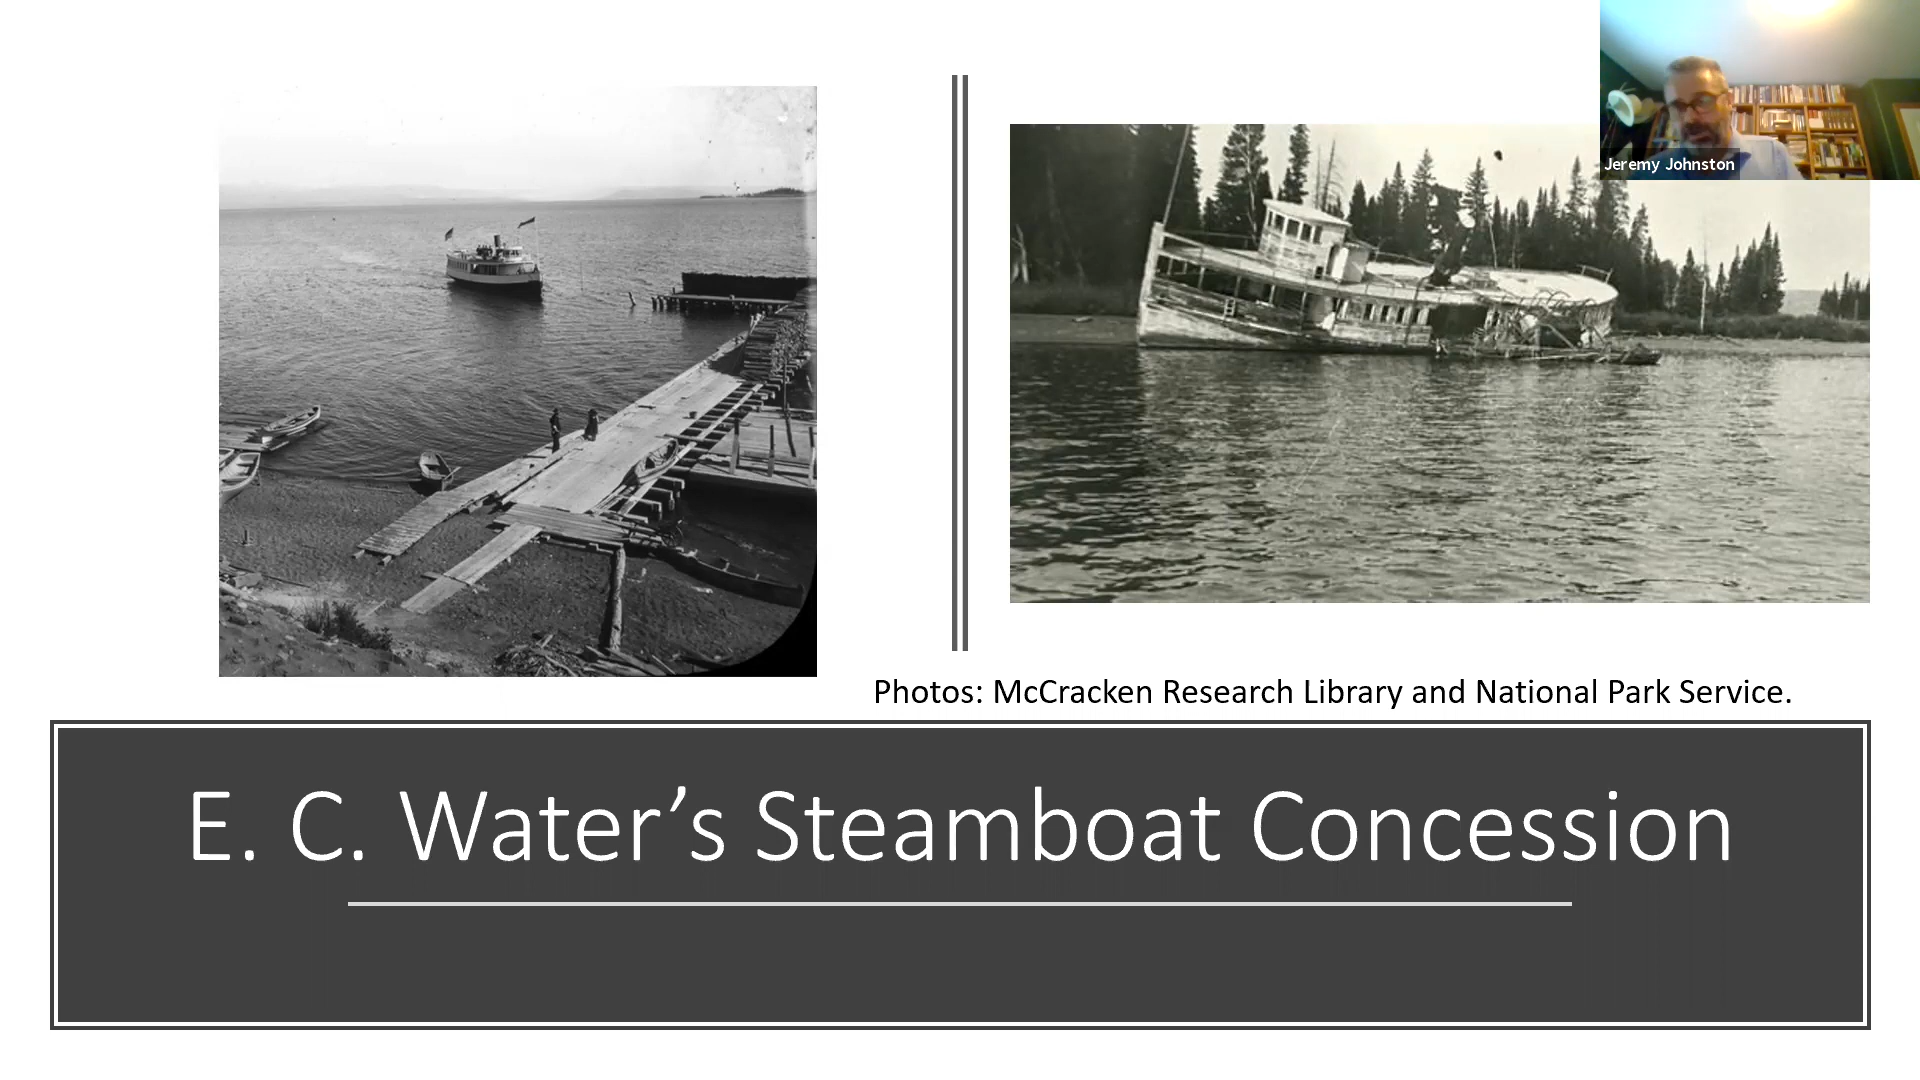 Jeremy Johnston
Photos: McCracken Research Library and National Park Service.
E. C. Water’s Steamboat Concession